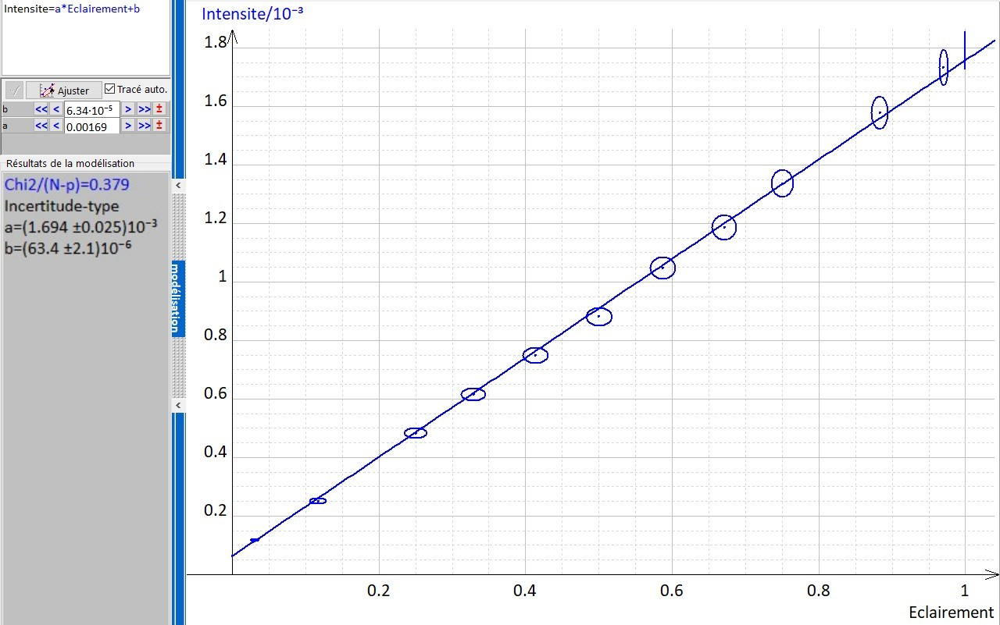 Intensite=a*Eclairement+b
Ajuster
Tracé auto.
b << < 6.34·10⁻⁵ > >> ±
a << < 0.00169 > >> ±
Résultats de la modélisation
Chi2/(N-p)=0.379
Incertitude-type
a=(1.694 ±0.025)10⁻³
b=(63.4 ±2.1)10⁻⁶
<
modélisation
<
Intensite/10⁻³
1.8
1.6
1.4
1.2
1
0.8
0.6
0.4
0.2
0.2 0.4 0.6 0.8 1
Eclairement